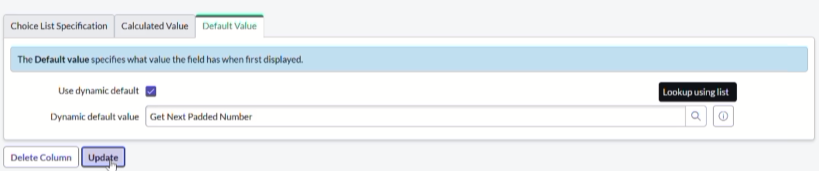 Choice List Specification Calculated Value Default Value
The Default value specifies what value the field has when first displayed.
Use dynamic default
Lookup using list
Dynamic default value Get Next Padded Number
Delete Column Update